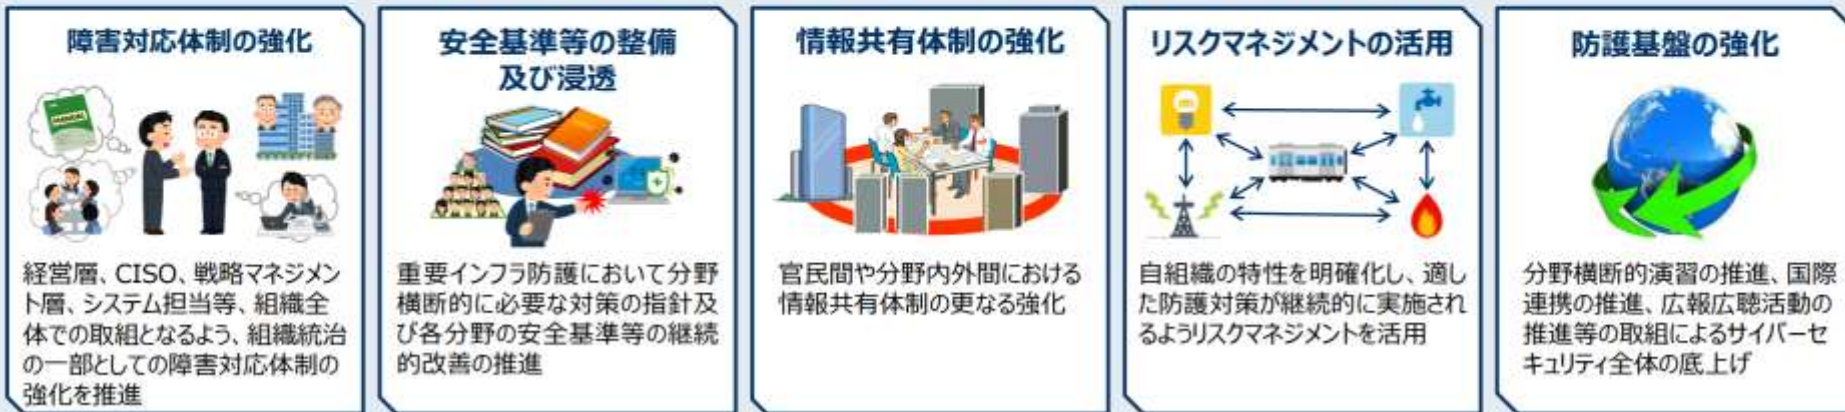 障害対応体制の強化
経営層、CISO、戦略マネジメン
ト層、システム担当等、組織全
体での取組となるよう、組織統治
の一部としての障害対応体制の
強化を推進
安全基準等の整備
及び浸透
重要インフラ防護において分野
横断的に必要な対策の指針及
び各分野の安全基準等の継続
的改善の推進
情報共有体制の強化
官民間や分野内外間における
情報共有体制の更なる強化
リスクマネジメントの活用
自組織の特性を明確化し、適し
た防護対策が継続的に実施され
るようリスクマネジメントを活用
防護基盤の強化
分野横断的演習の推進、国際
連携の推進、広報広聴活動の
推進等の取組によるサイバーセ
キュリティ全体の底上げ